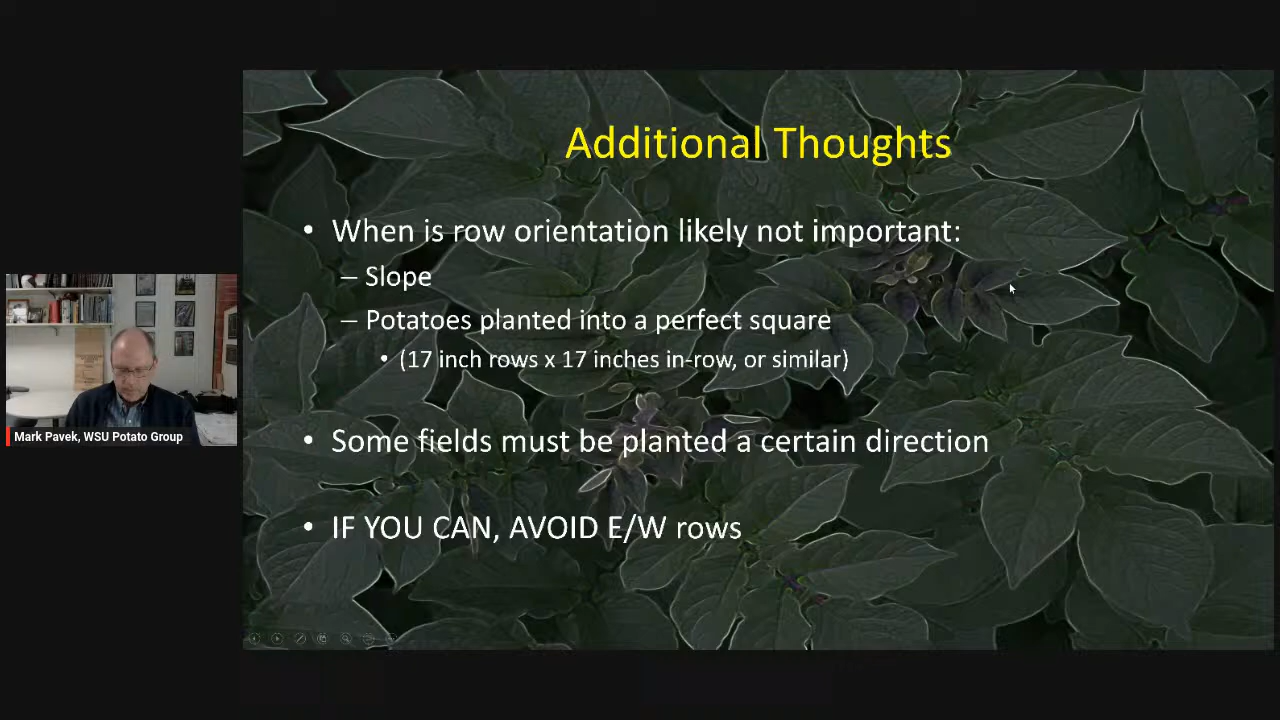 Additional Thoughts
• When is row orientation likely not important:
– Slope
– Potatoes planted into a perfect square
• (17 inch rows x 17 inches in-row, or similar)
• Some fields must be planted a certain direction
• IF YOU CAN, AVOID E/W rows
Mark Pavek, WSU Potato Group